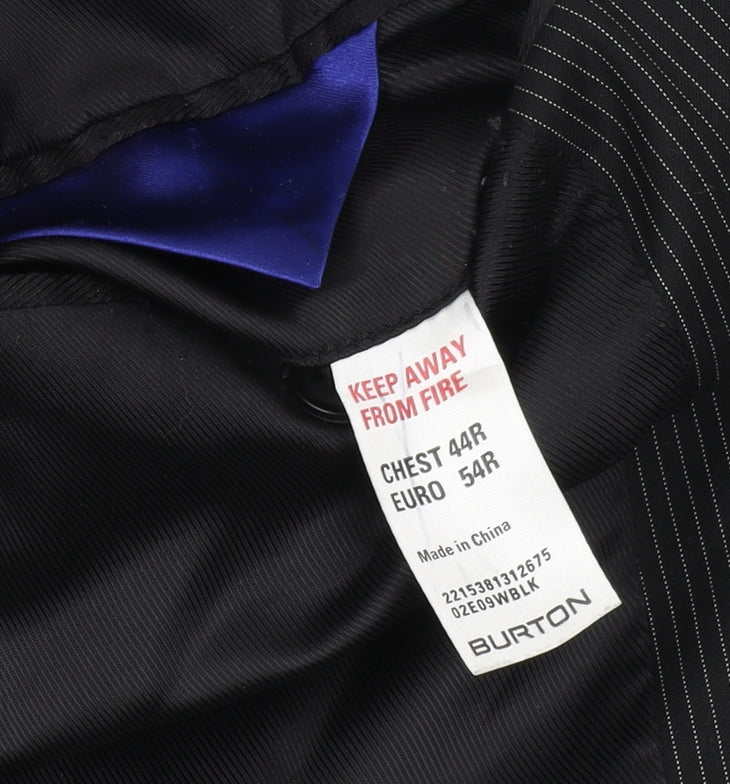 KEEP AWAY
FROM FIRE
CHEST 44R
EURO 54R
Made in China
2215381312675
02E09WBLK
BURTON